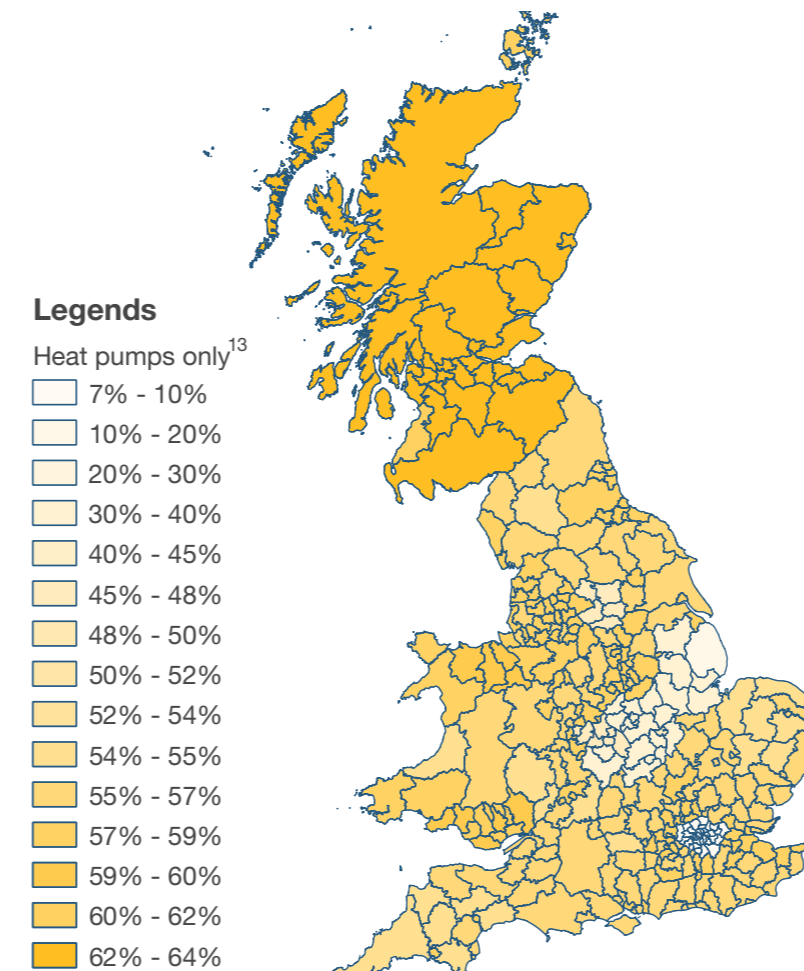 Legends
Heat pumps only13
7% - 10%
10% - 20%
20% - 30%
30% - 40%
40% - 45%
45% - 48%
48% - 50%
50% - 52%
52% - 54%
54% - 55%
55% - 57%
57% - 59%
59% - 60%
60% - 62%
62% - 64%